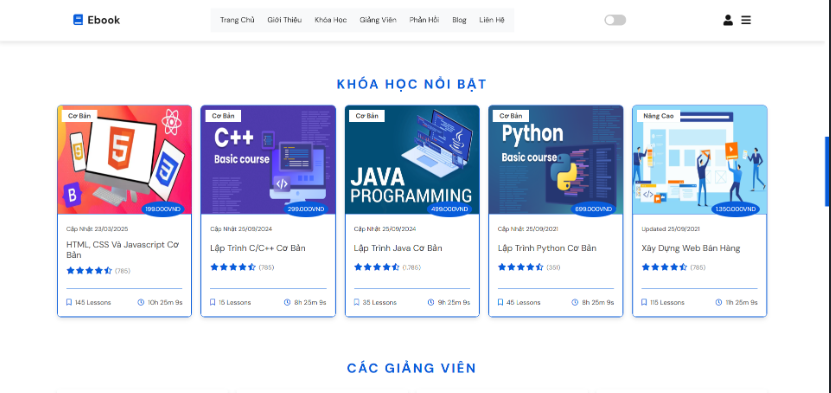 Ebook
Trang Chủ Giới Thiệu Khóa Học Giảng Viên Phản Hồi Blog Liên Hệ
KHÓA HỌC NỔI BẬT
Cơ Bản
199.000VND
Cập Nhật 23/03/2025
HTML, CSS Và Javascript Cơ Bản
(785)
145 Lessons 10h 25m 9s
Cơ Bản
C++
Basic course
299.000VND
Cập Nhật 25/09/2024
Lập Trình C/C++ Cơ Bản
(785)
15 Lessons 8h 25m 9s
Cơ Bản
JAVA
PROGRAMMING
499.000VND
Cập Nhật 25/09/2024
Lập Trình Java Cơ Bản
(1.785)
35 Lessons 9h 25m 9s
Cơ Bản
Python
Basic course
899.000VND
Cập Nhật 25/09/2021
Lập Trình Python Cơ Bản
(351)
45 Lessons 8h 25m 9s
Nâng Cao
1.350.000VND
Updated 25/09/2021
Xây Dựng Web Bán Hàng
(785)
115 Lessons 11h 25m 9s
CÁC GIẢNG VIÊN